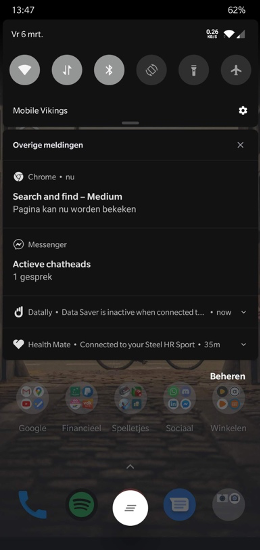 13:47
62%
Vr 6 mrt.
0,26
KB/S
Mobile Vikings
Overige meldingen
Chrome • nu
Search and find – Medium
Pagina kan nu worden bekeken
Messenger
Actieve chatheads
1 gesprek
Datally • Data Saver is inactive when connected t... • now
Health Mate • Connected to your Steel HR Sport • 35m
Beheren
Google
Financieel
Spelletjes
Sociaal
Winkelen